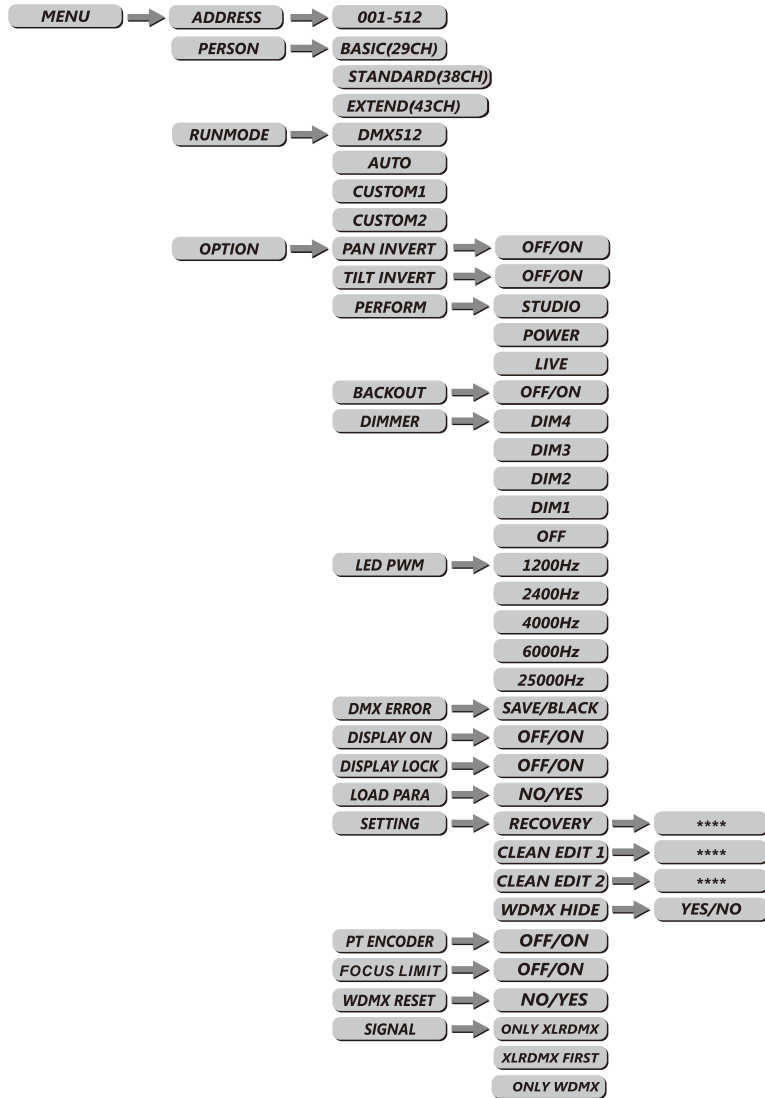 MENU ADDRESS 001-512
PERSON BASIC(29CH)
STANDARD(38CH)
EXTEND(43CH)
RUNMODE DMX512
AUTO
CUSTOM1
CUSTOM2
OPTION PAN INVERT OFF/ON
TILT INVERT OFF/ON
PERFORM STUDIO
POWER
LIVE
BACKOUT OFF/ON
DIMMER DIM4
DIM3
DIM2
DIM1
OFF
LED PWM 1200Hz
2400Hz
4000Hz
6000Hz
25000Hz
DMX ERROR SAVE/BLACK
DISPLAY ON OFF/ON
DISPLAY LOCK OFF/ON
LOAD PARA NO/YES
SETTING RECOVERY ****
CLEAN EDIT 1 ****
CLEAN EDIT 2 ****
WDMX HIDE YES/NO
PT ENCODER OFF/ON
FOCUS LIMIT OFF/ON
WDMX RESET NO/YES
SIGNAL ONLY XLRDMX
XLRDMX FIRST
ONLY WDMX